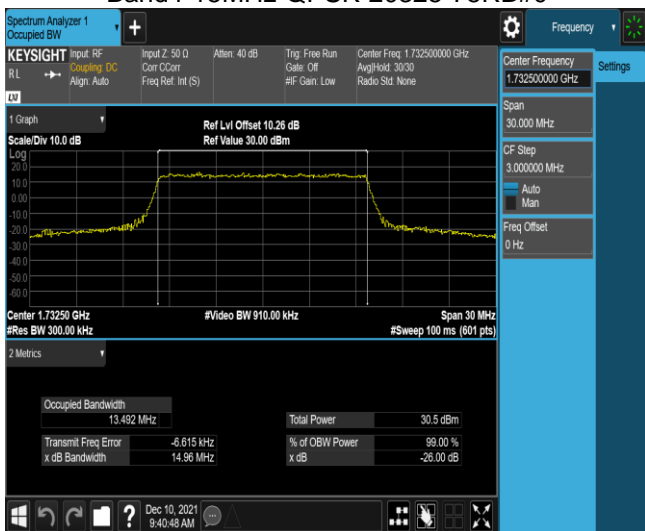 Spectrum Analyzer 1
Occupied BW
+
Frequency
KEYSIGHT
RL
LXI
Input: RF
Coupling: DC
Align: Auto
Input Z: 50 Ω
Corr CCorr
Freq Ref: Int (S)
Atten: 40 dB
Trig: Free Run
Gate: Off
#IF Gain: Low
Center Freq: 1.732500000 GHz
Avg|Hold: 30/30
Radio Std: None
Center Frequency
1.732500000 GHz
Settings
Span
30.000 MHz
CF Step
3.000000 MHz
Auto
Man
Freq Offset
0 Hz
1 Graph
Scale/Div 10.0 dB
Ref Lvl Offset 10.26 dB
Ref Value 30.00 dBm
Log
20.0
10.0
0.00
-10.0
-20.0
-30.0
-40.0
-50.0
-60.0
Center 1.73250 GHz
#Video BW 910.00 kHz
Span 30 MHz
#Res BW 300.00 kHz
#Sweep 100 ms (601 pts)
2 Metrics
Occupied Bandwidth
13.492 MHz
Total Power 30.5 dBm
Transmit Freq Error -6.615 kHz
% of OBW Power 99.00 %
x dB Bandwidth 14.96 MHz
x dB -26.00 dB
?
Dec 10, 2021
9:40:48 AM